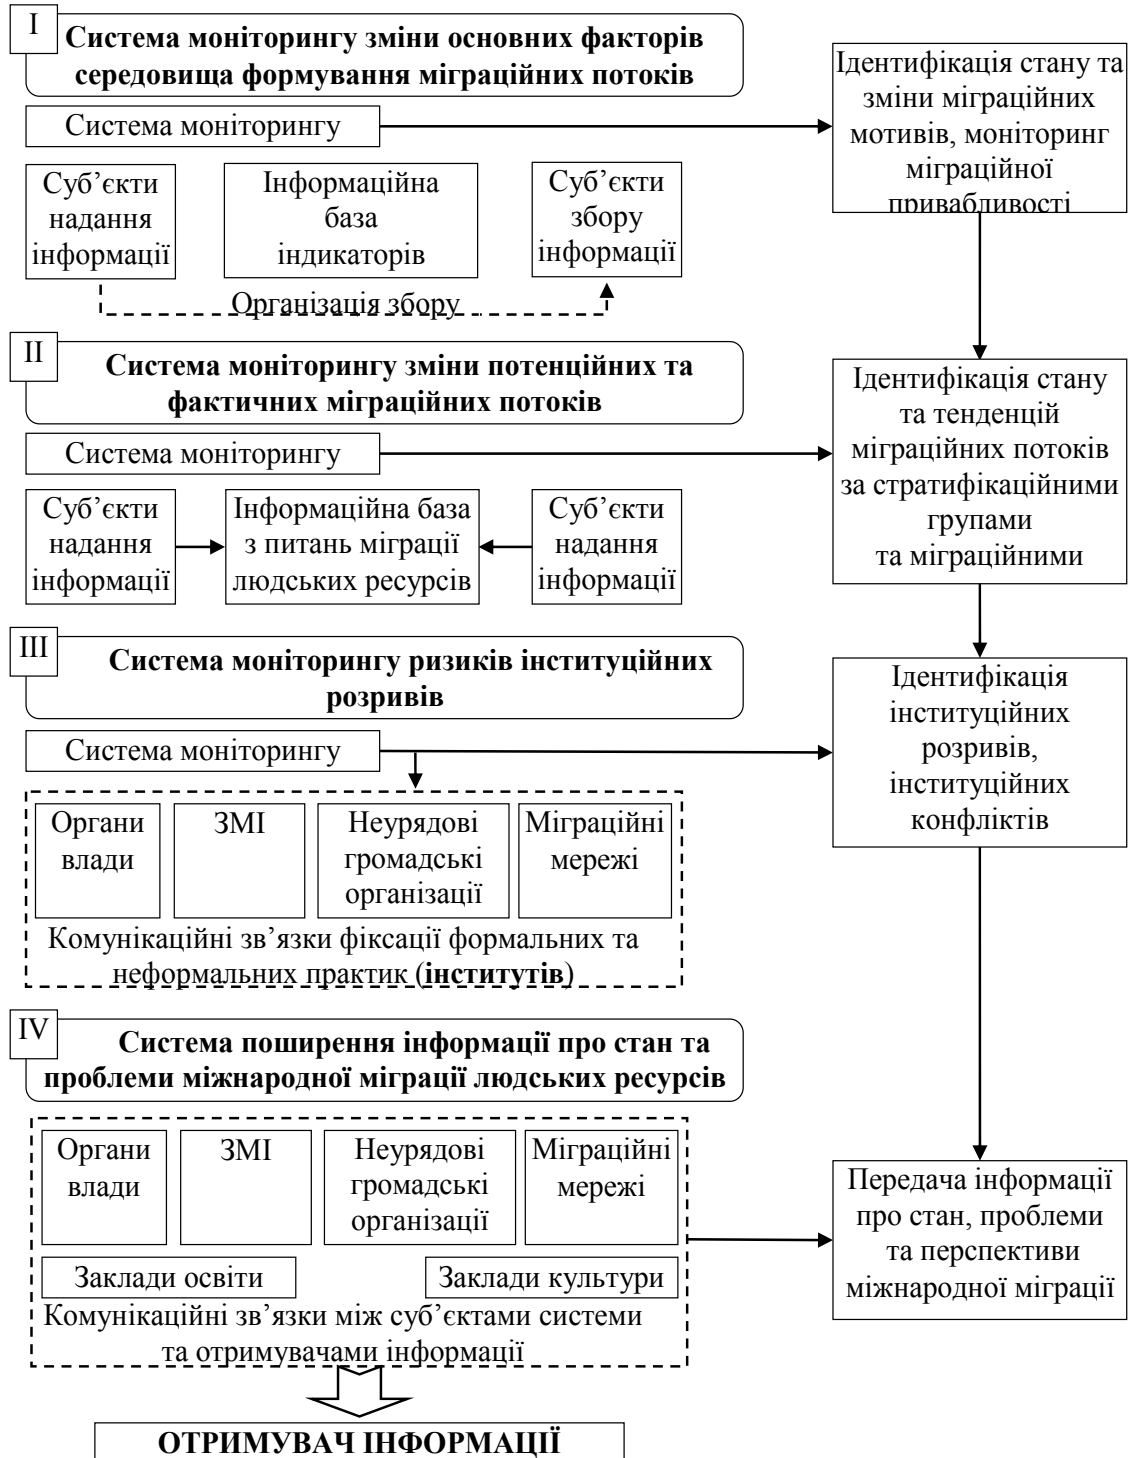 I
Система моніторингу зміни основних факторів
середовища формування міграційних потоків
Система моніторингу
Суб’єкти
надання
інформації
Інформаційна
база
індикаторів
Суб’єкти
збору
інформації
Організація збору
Ідентифікація стану та
зміни міграційних
мотивів, моніторинг
міграційної
привабливості
II
Система моніторингу зміни потенційних та
фактичних міграційних потоків
Система моніторингу
Суб’єкти
надання
інформації
Інформаційна база
з питань міграції
людських ресурсів
Суб’єкти
надання
інформації
Ідентифікація стану
та тенденцій
міграційних потоків
за стратифікаційними
групами
та міграційними
III
Система моніторингу ризиків інституційних
розривів
Система моніторингу
Органи
влади
ЗМІ
Неурядові
громадські
організації
Міграційні
мережі
Комунікаційні зв’язки фіксації формальних та
неформальних практик (інститутів)
Ідентифікація
інституційних
розривів,
інституційних
конфліктів
IV
Система поширення інформації про стан та
проблеми міжнародної міграції людських ресурсів
Органи
влади
ЗМІ
Неурядові
громадські
організації
Міграційні
мережі
Заклади освіти
Заклади культури
Комунікаційні зв’язки між суб’єктами системи
та отримувачами інформації
Передача інформації
про стан, проблеми
та перспективи
міжнародної міграції
ОТРИМУВАЧ ІНФОРМАЦІЇ